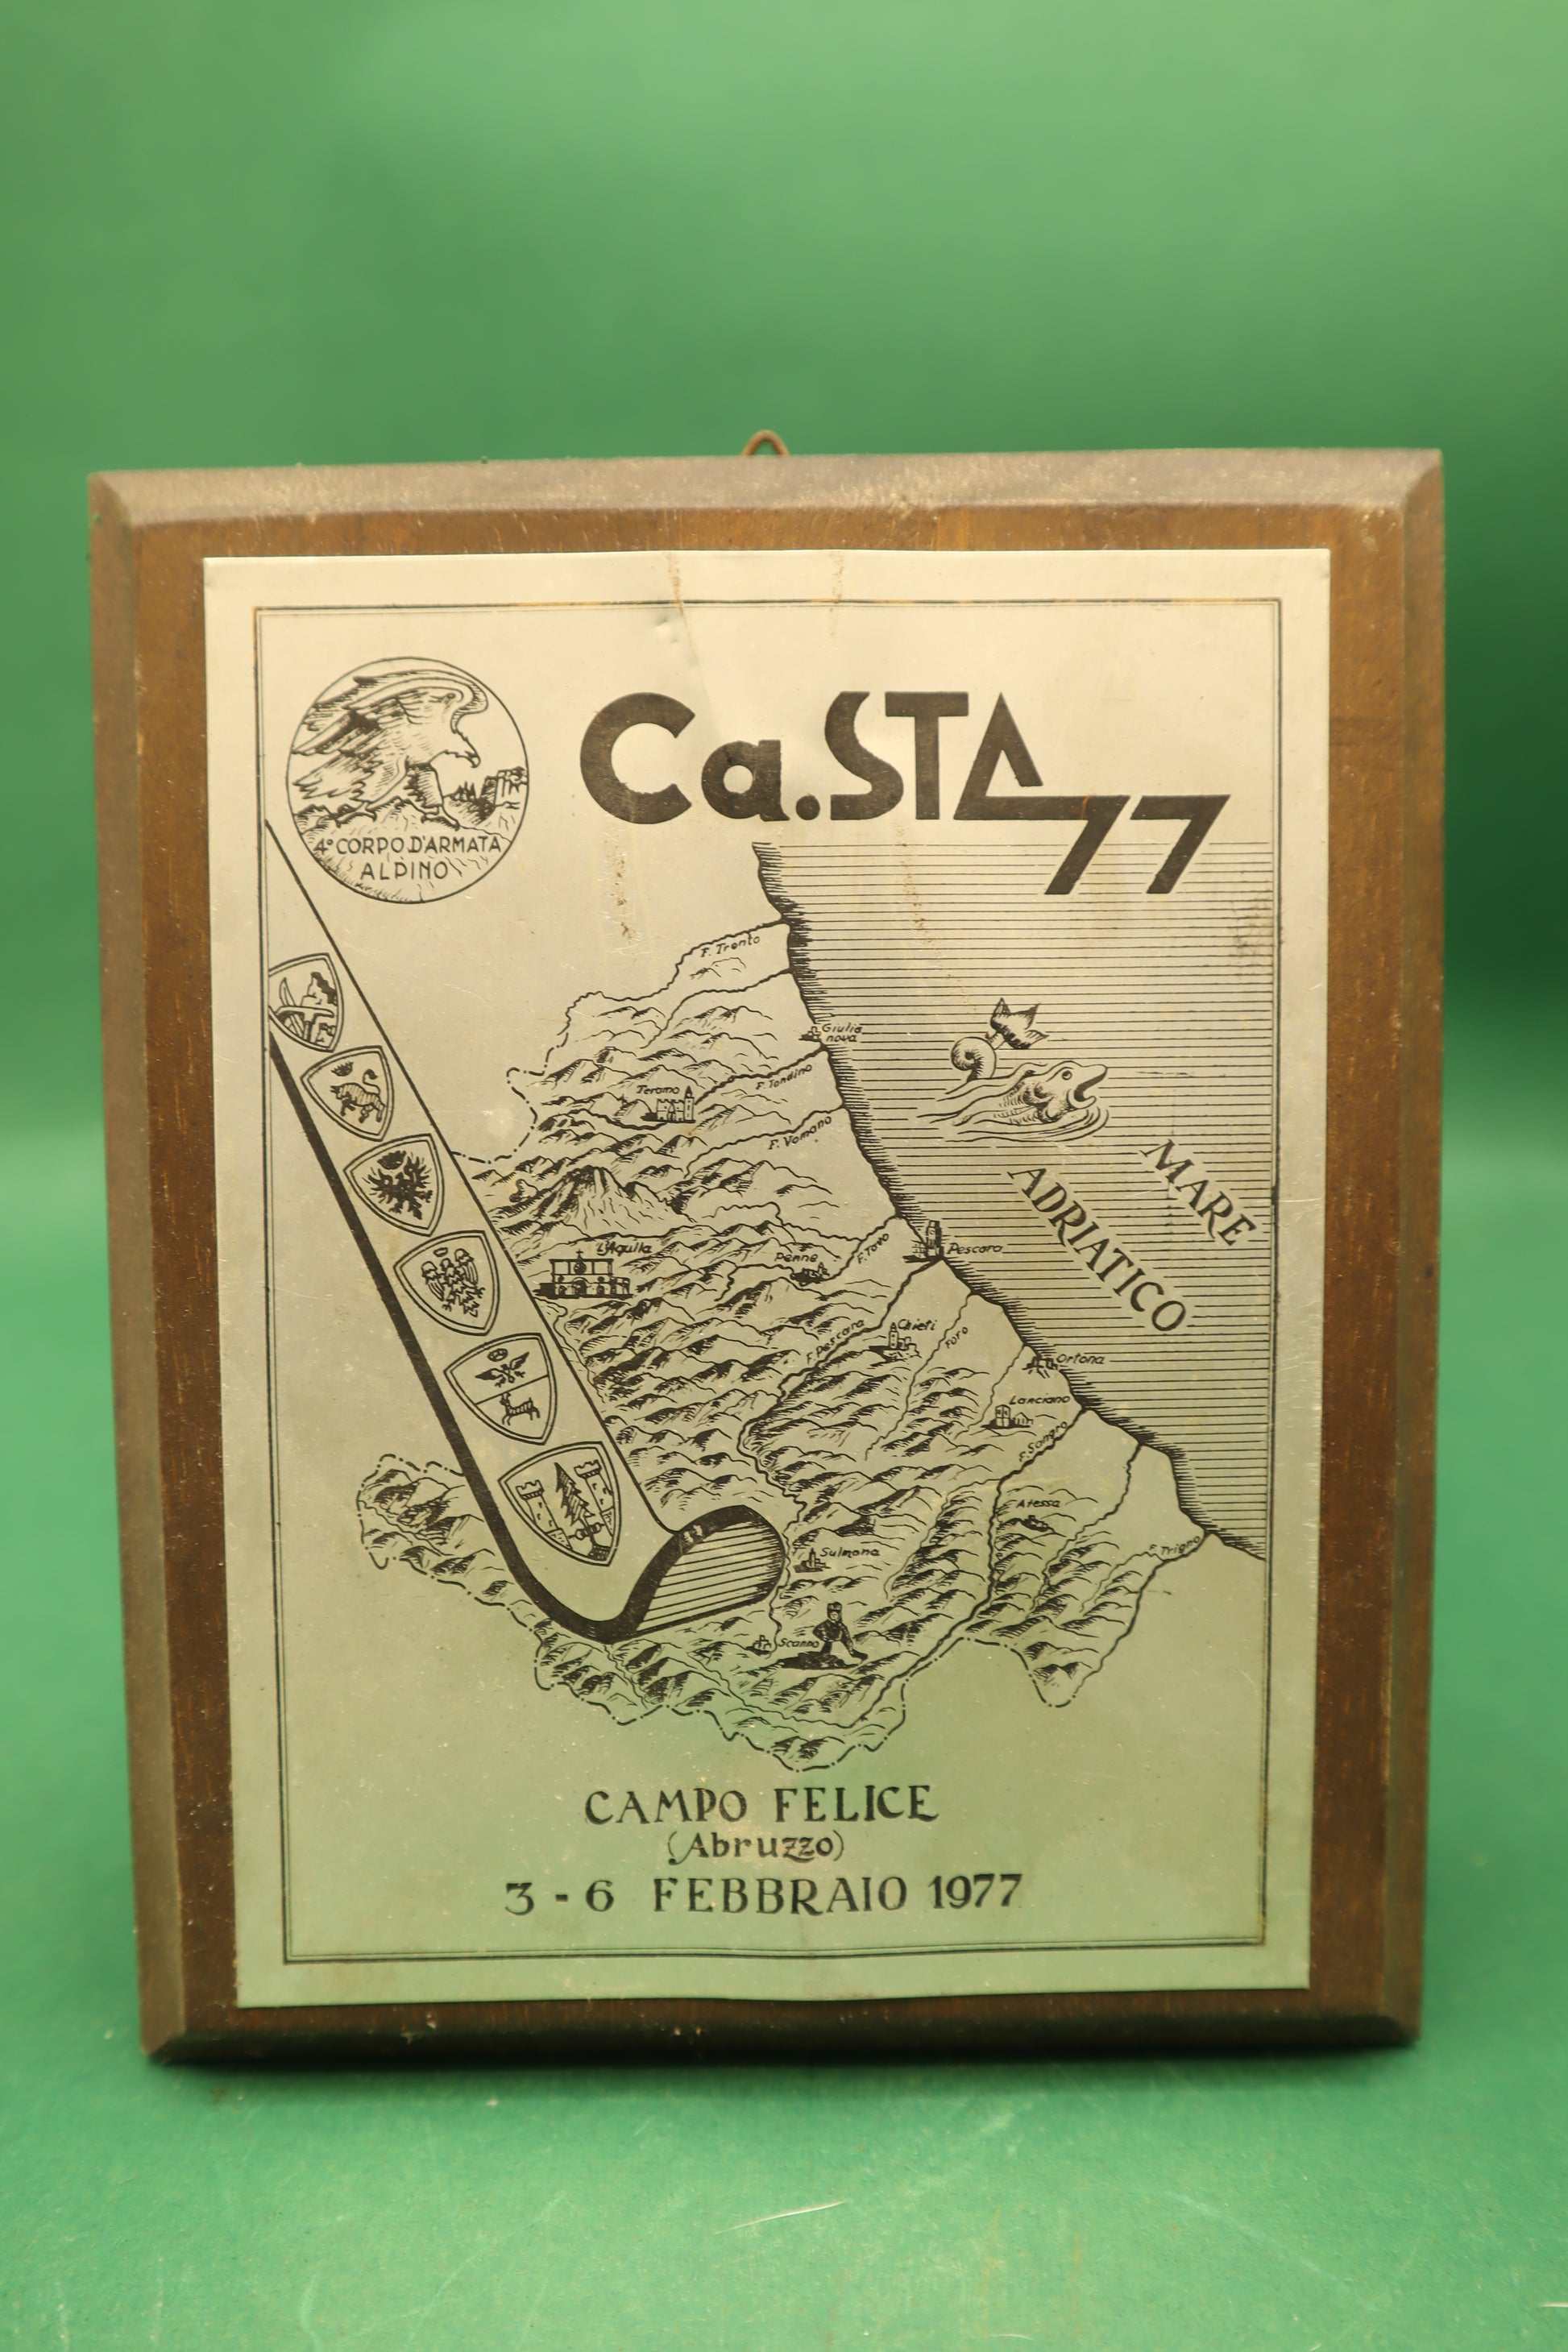 Ca.STA 77
4° CORPO D'ARMATA
ALPINO
F. Tronto
Giulia
nova
Teramo
F. Tordino
F. Vomano
MARE
ADRIATICO
L'Aquila
Penne
F. Tavo
Pescara
F. Pescara
Chieti
Foro
Ortona
Lanciano
F. Sangro
Atessa
F. Trigno
Sulmona
Scanno
CAMPO FELICE
(Abruzzo)
3 - 6 FEBBRAIO 1977